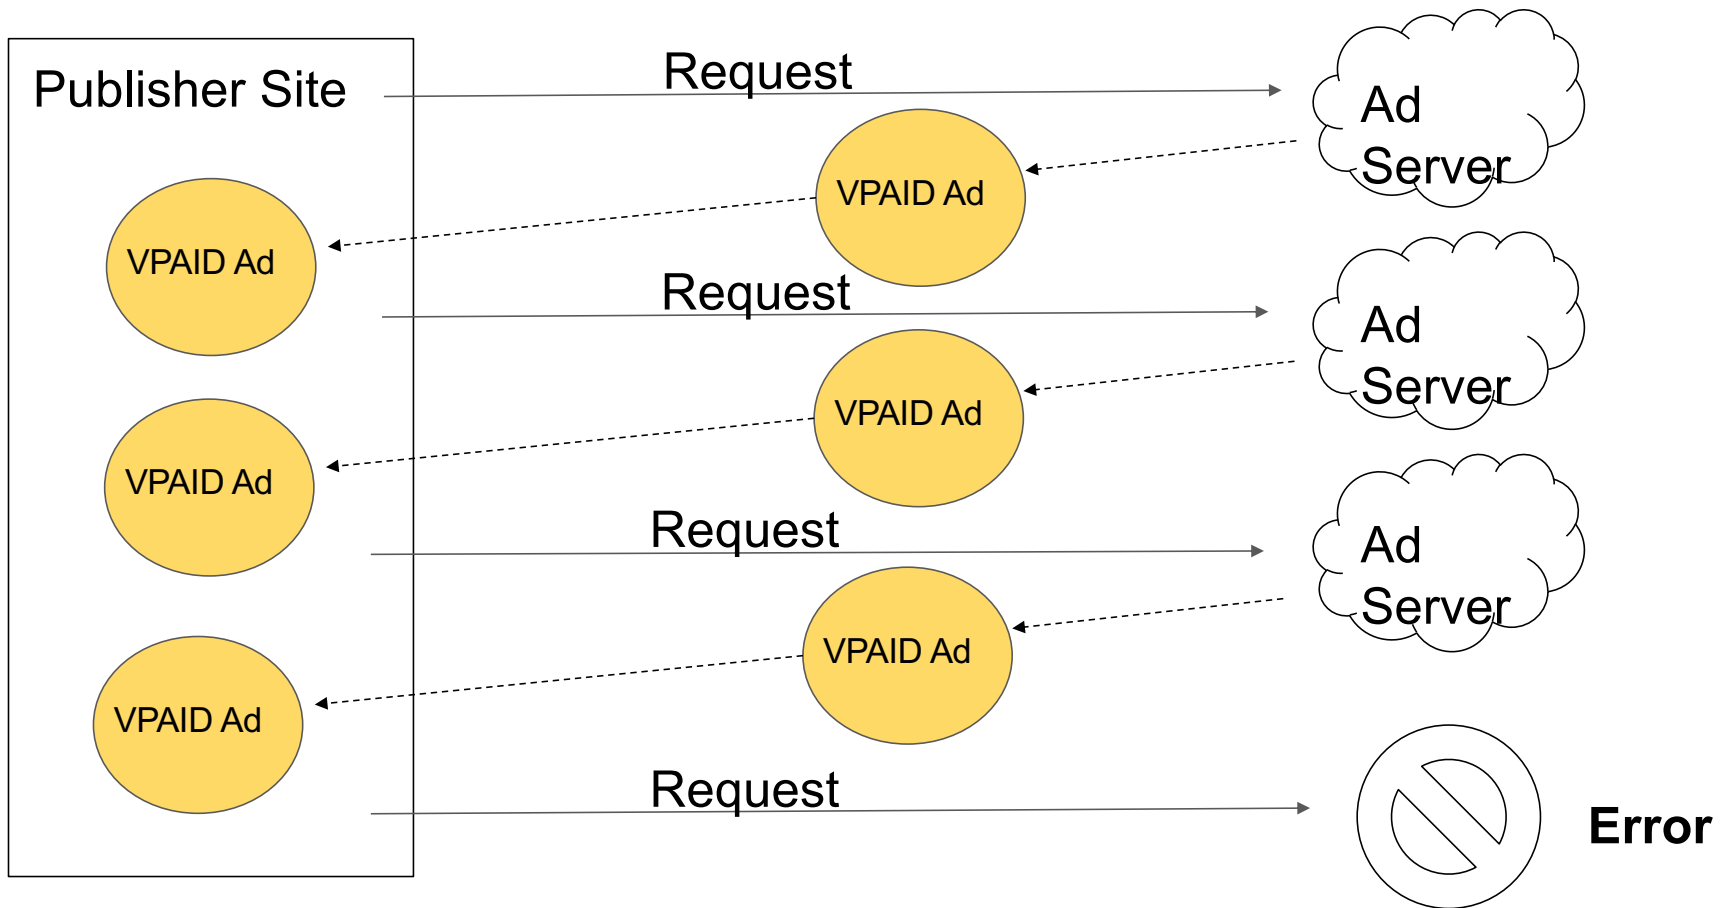 Publisher Site
Request
Ad
Server
VPAID Ad
VPAID Ad
Request
Ad
Server
VPAID Ad
VPAID Ad
Request
Ad
Server
VPAID Ad
VPAID Ad
Request
Error